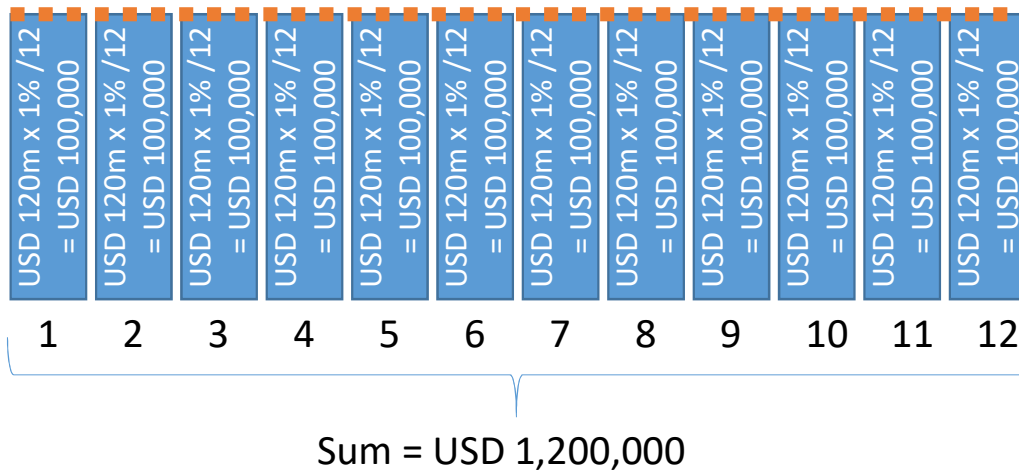 USD 120m x 1% /12
= USD 100,000
USD 120m x 1% /12
= USD 100,000
USD 120m x 1% /12
= USD 100,000
USD 120m x 1% /12
= USD 100,000
USD 120m x 1% /12
= USD 100,000
USD 120m x 1% /12
= USD 100,000
USD 120m x 1% /12
= USD 100,000
USD 120m x 1% /12
= USD 100,000
USD 120m x 1% /12
= USD 100,000
USD 120m x 1% /12
= USD 100,000
USD 120m x 1% /12
= USD 100,000
USD 120m x 1% /12
= USD 100,000
1 2 3 4 5 6 7 8 9 10 11 12
Sum = USD 1,200,000